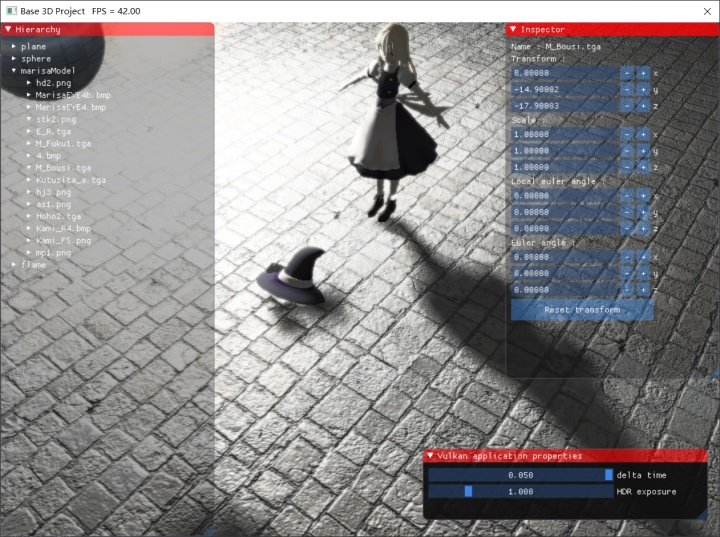 Base 3D Project FPS = 42.00
Hierarchy
plane
sphere
marisaModel
hd2.png
MarisaEYE4b.bmp
MarisaEYE4.bmp
stk2.png
E_R.tga
M_Fuku1.tga
4.bmp
M_Bousi.tga
Kutusita_a.tga
hj3.png
as1.png
Hoho2.tga
Kami_R4.bmp
Kami_F5.png
mp1.png
flame
Inspector
Name : M_Bousi.tga
Transform :
0.00000 - + x
-14.90002 - + y
-17.90003 - + z
Scale :
1.00000 - + x
1.00000 - + y
1.00000 - + z
Local euler angle :
0.00000 - + x
0.00000 - + y
0.00000 - + z
Euler angle :
0.00000 - + x
0.00000 - + y
0.00000 - + z
Reset transform
Vulkan application properties
0.050 delta time
1.000 HDR exposure